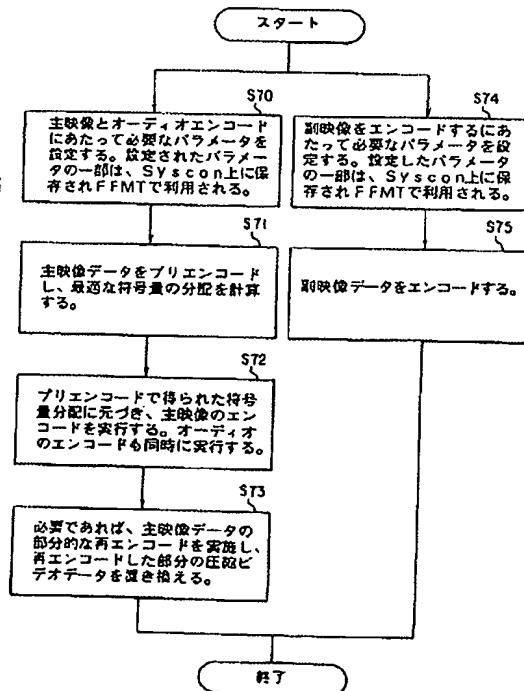 スタート
S70
主映像とオーディオエンコード
にあたって必要なパラメータを
設定する。設定されたパラメー
タの一部は、Syscon上に保
存されFFMTで利用される。
S74
副映像をエンコードするにあ
たって必要なパラメータを設
定する。設定したパラメータ
の一部は、Syscon上に保
存されFFMTで利用される。
S71
主映像データをプリエンコード
し、最適な符号量の分配を計算
する。
S75
副映像データをエンコードする。
S72
プリエンコードで得られた符号
量分配に元づき、主映像のエン
コードを実行する。オーディオ
のエンコードも同時に実行する。
S73
必要であれば、主映像データの
部分的な再エンコードを実施し、
再エンコードした部分の圧縮ビ
デオデータを置き換える。
終了